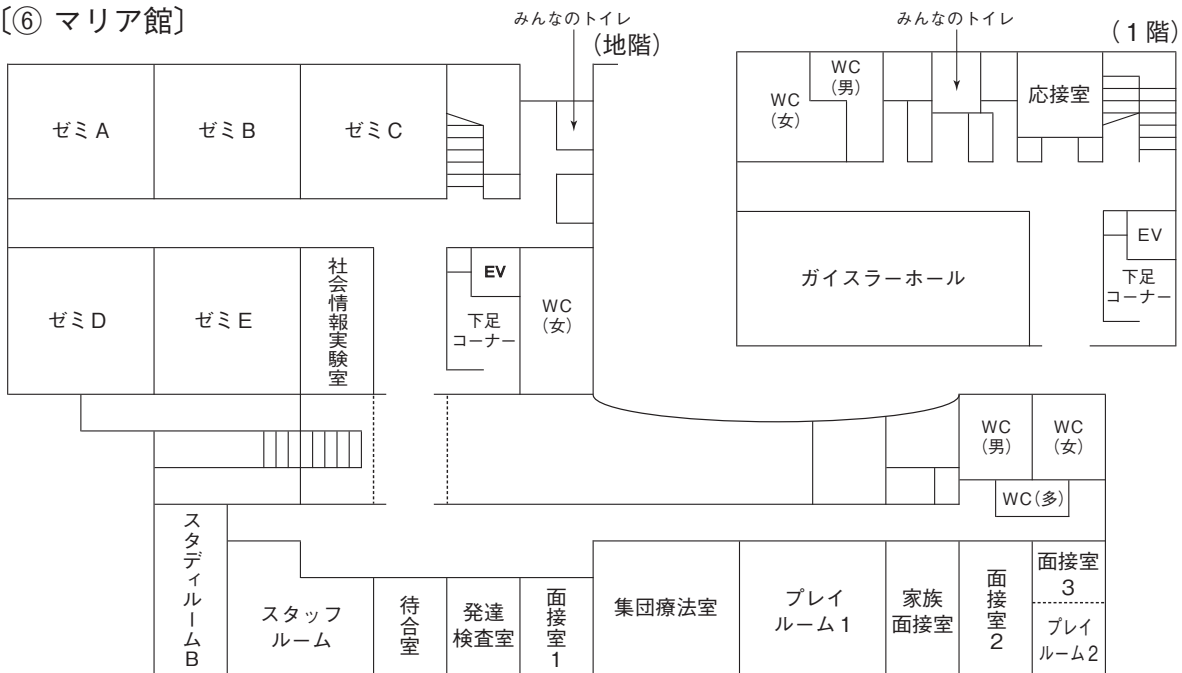 〔⑥ マリア館〕
みんなのトイレ
(地階)
みんなのトイレ
(1階)
ゼミA
ゼミB
ゼミC
WC
(女)
WC
(男)
応接室
社会情報実験室
EV
ゼミD
ゼミE
下足
コーナー
WC
(女)
ガイスラーホール
EV
下足
コーナー
WC
(男)
WC
(女)
WC(多)
スタディルームB
スタッフ
ルーム
待合室
発達
検査室
面接室1
集団療法室
プレイ
ルーム1
家族
面接室
面接室2
面接室
3
プレイ
ルーム2